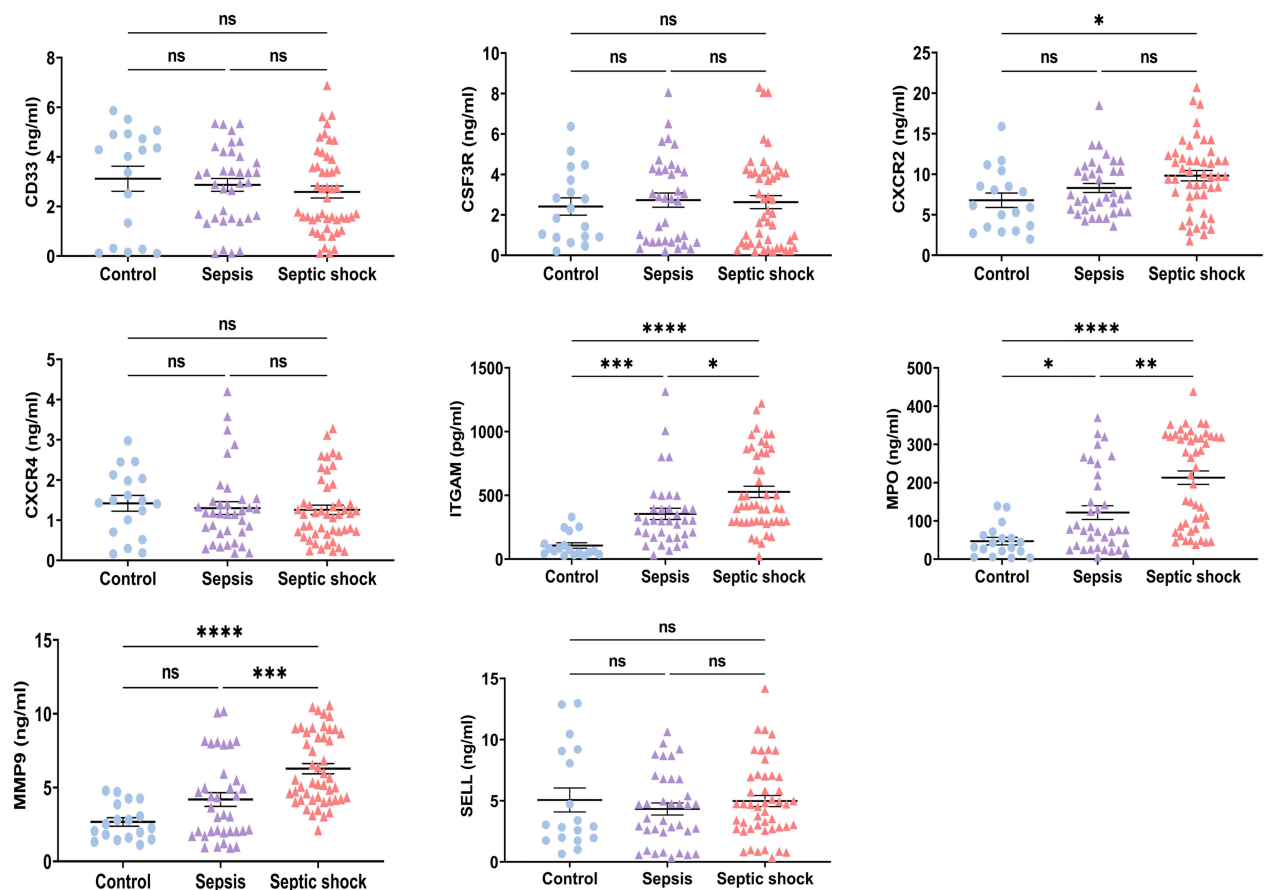 ns
ns ns
CD33 (ng/ml)
8
6
4
2
0
Control Sepsis Septic shock
ns
ns ns
CSF3R (ng/ml)
10
8
6
4
2
0
Control Sepsis Septic shock
*
ns ns
CXCR2 (ng/ml)
25
20
15
10
5
0
Control Sepsis Septic shock
ns
ns ns
CXCR4 (ng/ml)
5
4
3
2
1
0
Control Sepsis Septic shock
****
*** *
ITGAM (pg/ml)
1500
1000
500
0
Control Sepsis Septic shock
****
* **
MPO (ng/ml)
500
400
300
200
100
0
Control Sepsis Septic shock
****
ns ***
MMP9 (ng/ml)
15
10
5
0
Control Sepsis Septic shock
ns
ns ns
SELL (ng/ml)
15
10
5
0
Control Sepsis Septic shock